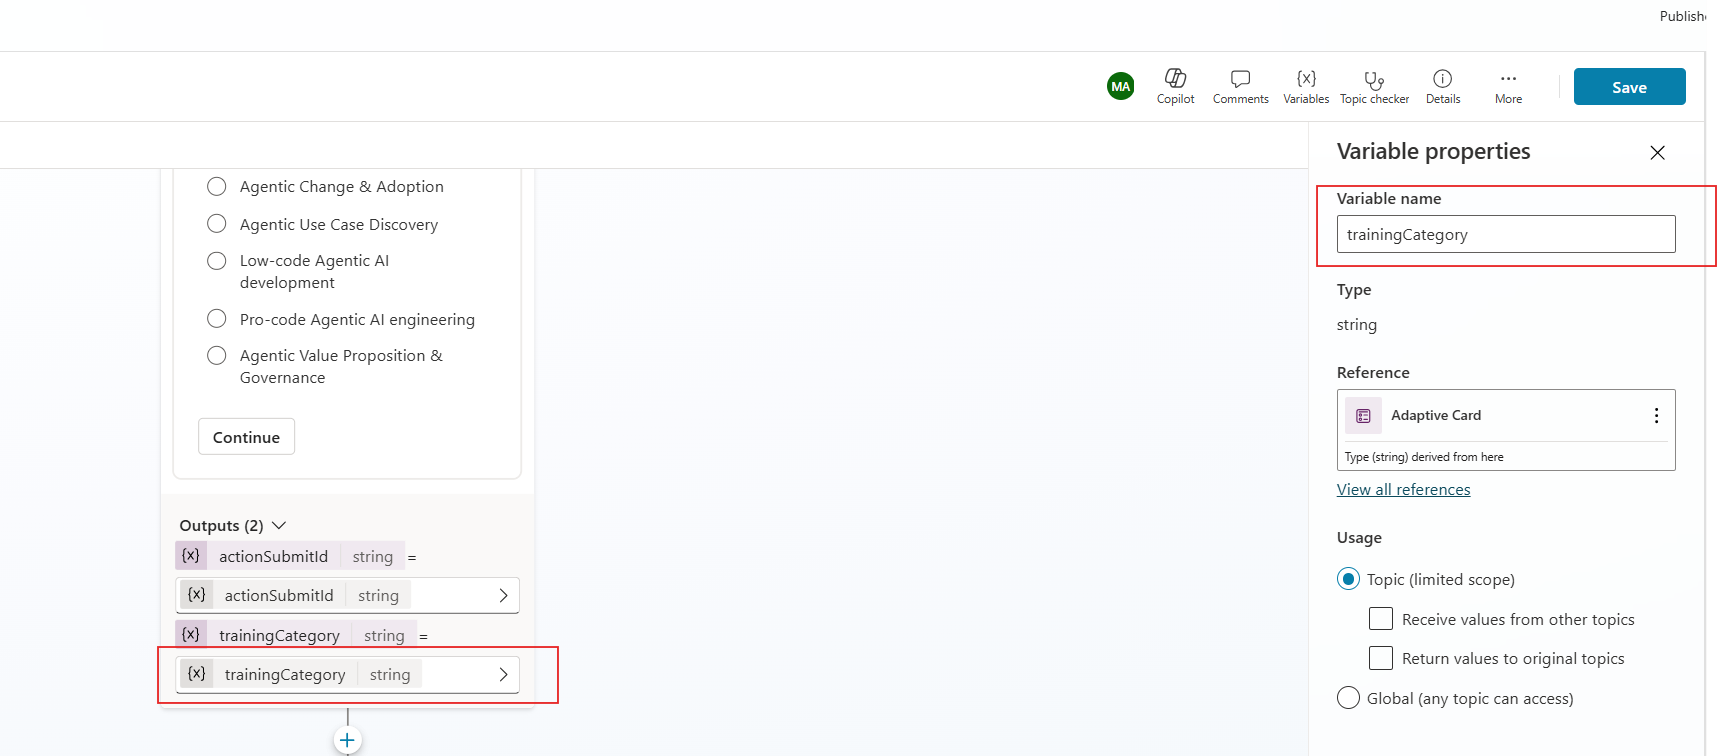 Publish
MA
Copilot
Comments
{x}
Variables
Topic checker
Details
More
Save
Agentic Change & Adoption
Agentic Use Case Discovery
Low-code Agentic AI
development
Pro-code Agentic AI engineering
Agentic Value Proposition &
Governance
Continue
Outputs (2)
{x} actionSubmitId string =
{x} actionSubmitId string
{x} trainingCategory string =
{x} trainingCategory string
Variable properties
Variable name
trainingCategory
Type
string
Reference
Adaptive Card
Type (string) derived from here
View all references
Usage
Topic (limited scope)
Receive values from other topics
Return values to original topics
Global (any topic can access)